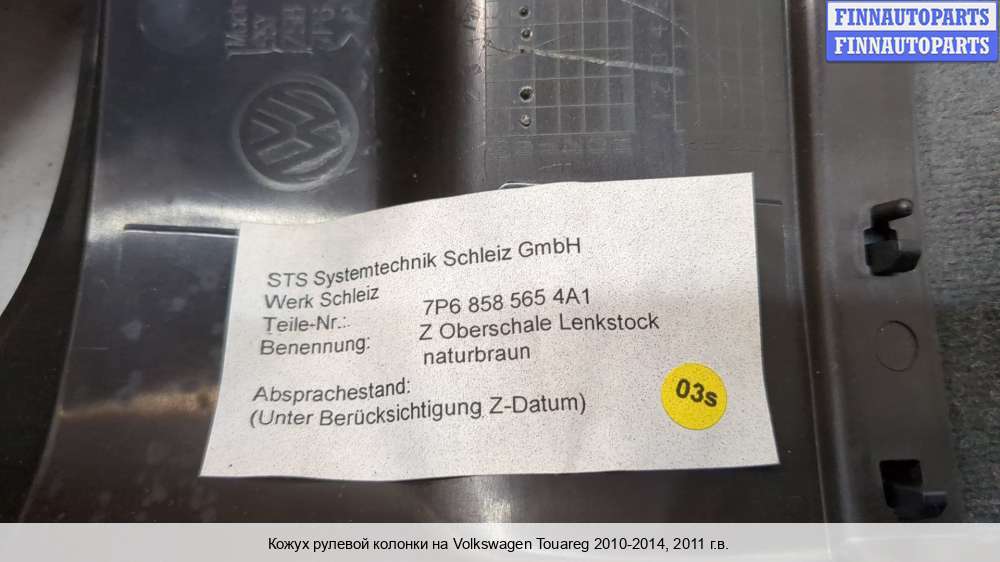 FINNAUTOPARTS
FINNAUTOPARTS
STS Systemtechnik Schleiz GmbH
Werk Schleiz
Teile-Nr.: 7P6 858 565 4A1
Benennung: Z Oberschale Lenkstock
naturbraun
Absprachestand:
(Unter Berücksichtigung Z-Datum)
03s
Кожух рулевой колонки на Volkswagen Touareg 2010-2014, 2011 г.в.